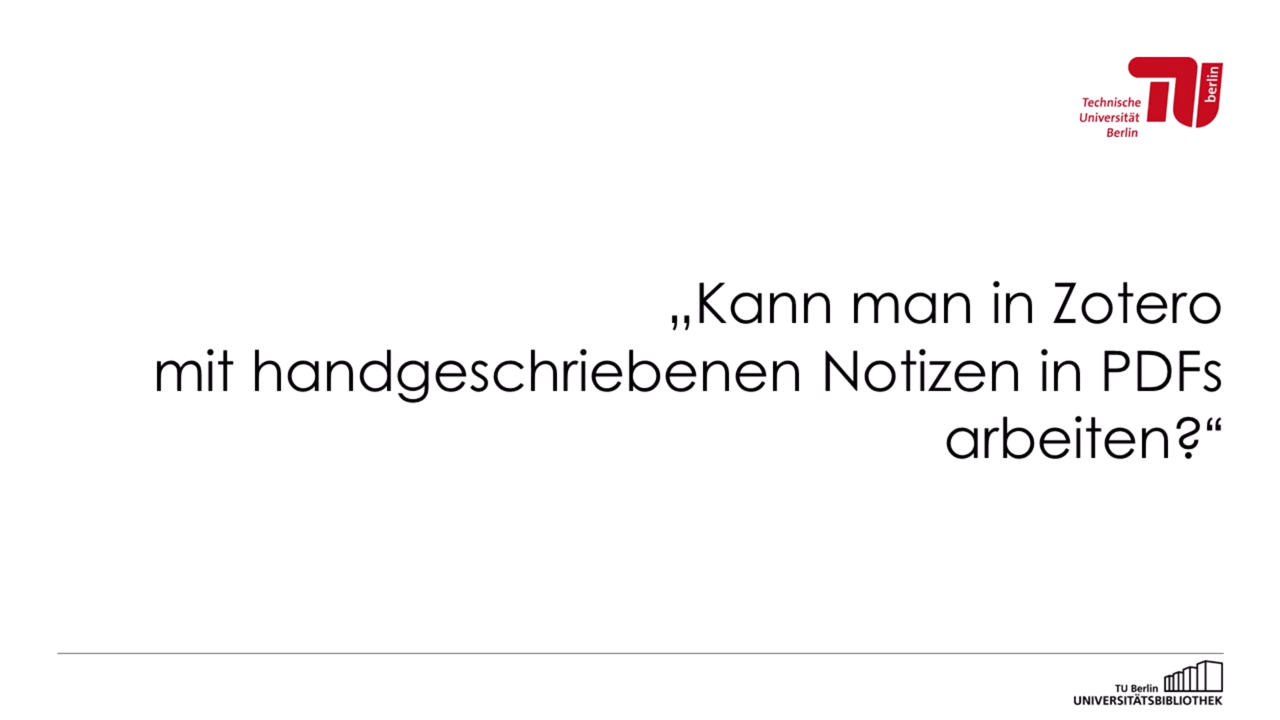 berlin
Technische
Universität
Berlin
„Kann man in Zotero
mit handgeschriebenen Notizen in PDFs
arbeiten?“
TU Berlin
UNIVERSITÄTSBIBLIOTHEK